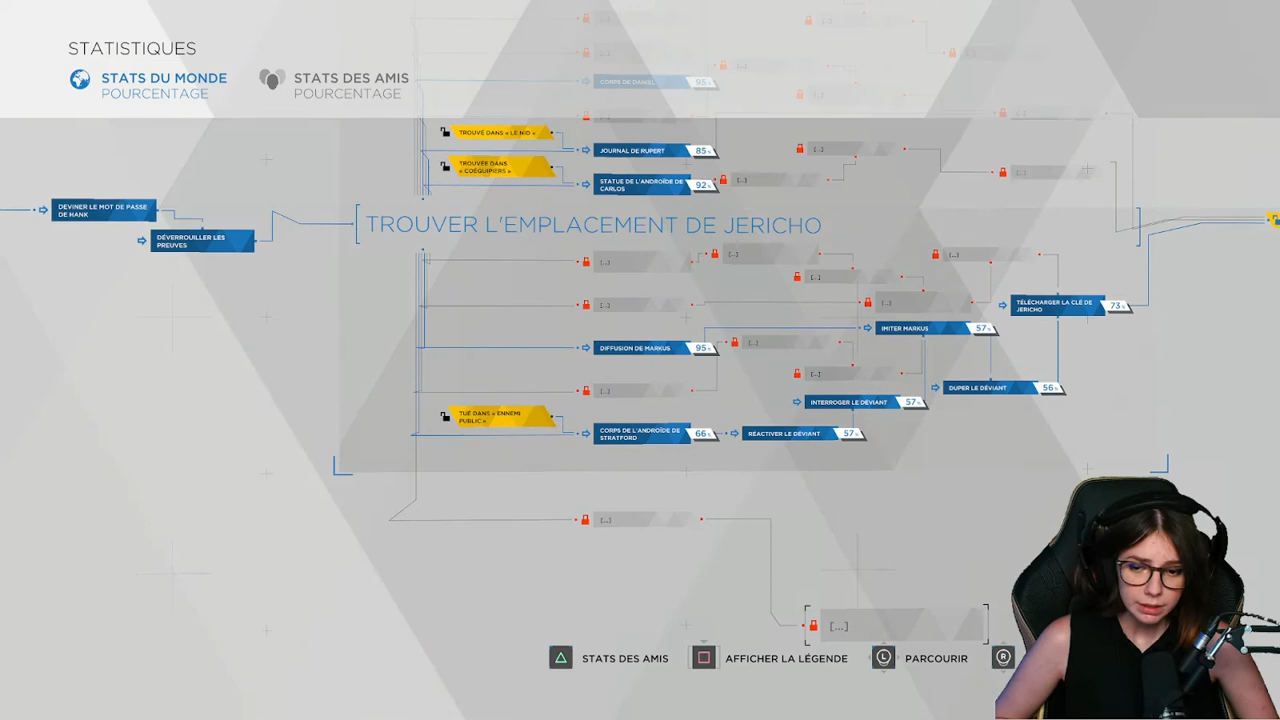 STATISTIQUES
STATS DU MONDE
POURCENTAGE
STATS DES AMIS
POURCENTAGE
[...]
[...]
[...]
[...]
[...]
[...]
CORPS DE DANIEL
95%
[...]
[...]
[...]
TROUVÉ DANS « LE NID »
JOURNAL DE RUPERT
85%
[...]
TROUVÉE DANS
« COÉQUIPIERS »
STATUE DE L'ANDROÏDE DE
CARLOS
92%
[...]
[...]
DEVINER LE MOT DE PASSE
DE HANK
DÉVERROUILLER LES
PREUVES
TROUVER L'EMPLACEMENT DE JERICHO
[...]
[...]
[...]
[...]
[...]
[...]
TÉLÉCHARGER LA CLÉ DE
JERICHO
73%
IMITER MARKUS
57%
DIFFUSION DE MARKUS
95%
[...]
[...]
[...]
DUPER LE DÉVIANT
56%
INTERROGER LE DÉVIANT
57%
TUÉ DANS « ENNEMI
PUBLIC »
CORPS DE L'ANDROÏDE DE
STRATFORD
66%
RÉACTIVER LE DÉVIANT
57%
[...]
[...]
STATS DES AMIS
AFFICHER LA LÉGENDE
L
PARCOURIR
R